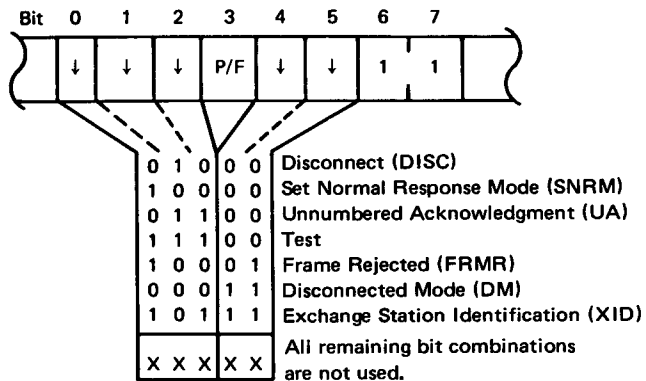 Bit 0 1 2 3 4 5 6 7
↓ ↓ ↓ P/F ↓ ↓ 1 1
0 1 0 0 0 Disconnect (DISC)
1 0 0 0 0 Set Normal Response Mode (SNRM)
0 1 1 0 0 Unnumbered Acknowledgment (UA)
1 1 1 0 0 Test
1 0 0 0 1 Frame Rejected (FRMR)
0 0 0 1 1 Disconnected Mode (DM)
1 0 1 1 1 Exchange Station Identification (XID)
X X X X X All remaining bit combinations
are not used.